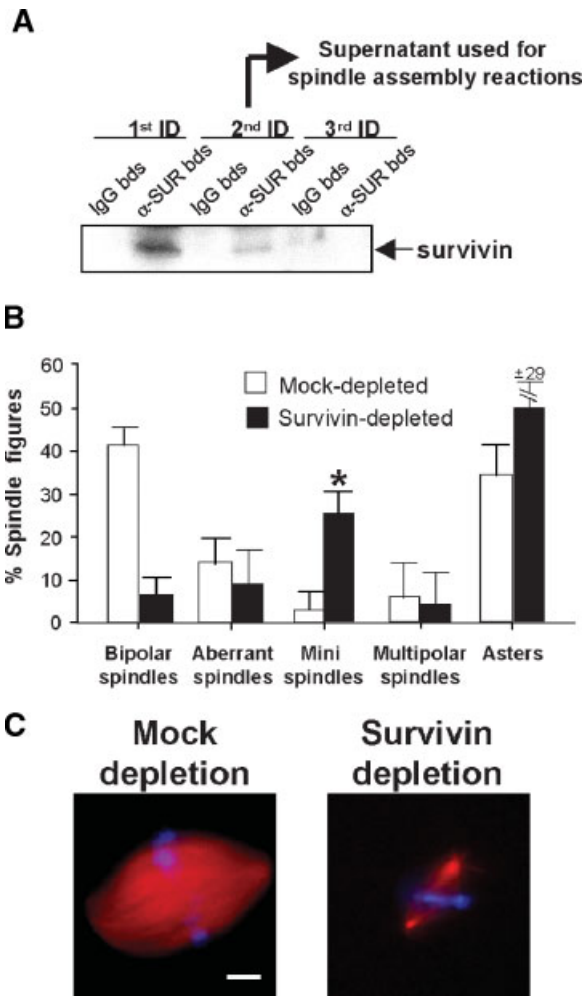 A
Supernatant used for
spindle assembly reactions
1st ID 2nd ID 3rd ID
IgG bds α-SUR bds IgG bds α-SUR bds IgG bds α-SUR bds
survivin
B
60
50
40
30
20
10
0
% Spindle figures
Mock-depleted
Survivin-depleted
±29
*
Bipolar spindles
Aberrant spindles
Mini spindles
Multipolar spindles
Asters
C
Mock
depletion
Survivin
depletion